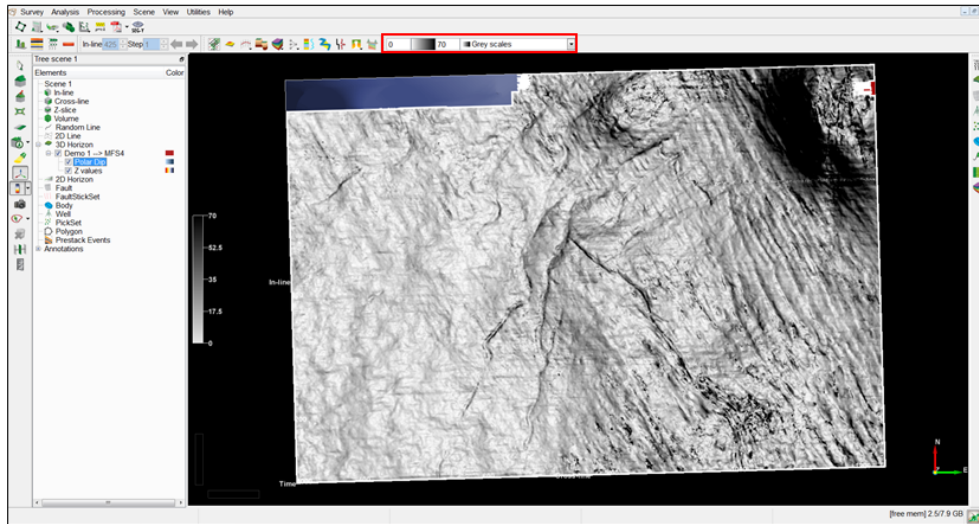 Survey Analysis Processing Scene View Utilities Help
SEG-Y
In-line 425 Step 1 0 70 Grey scales
Tree scene 1
Elements Color
Scene 1
In-line
Cross-line
Z-slice
Volume
Random Line
2D Line
3D Horizon
Demo 1 --> MFS4
Polar Dip
Z values
2D Horizon
Fault
FaultStickSet
Body
Well
PickSet
Polygon
Prestack Events
Annotations
70
52.5
35
17.5
0
In-line
Time
N
E
[free mem] 2.5/7.9 GB